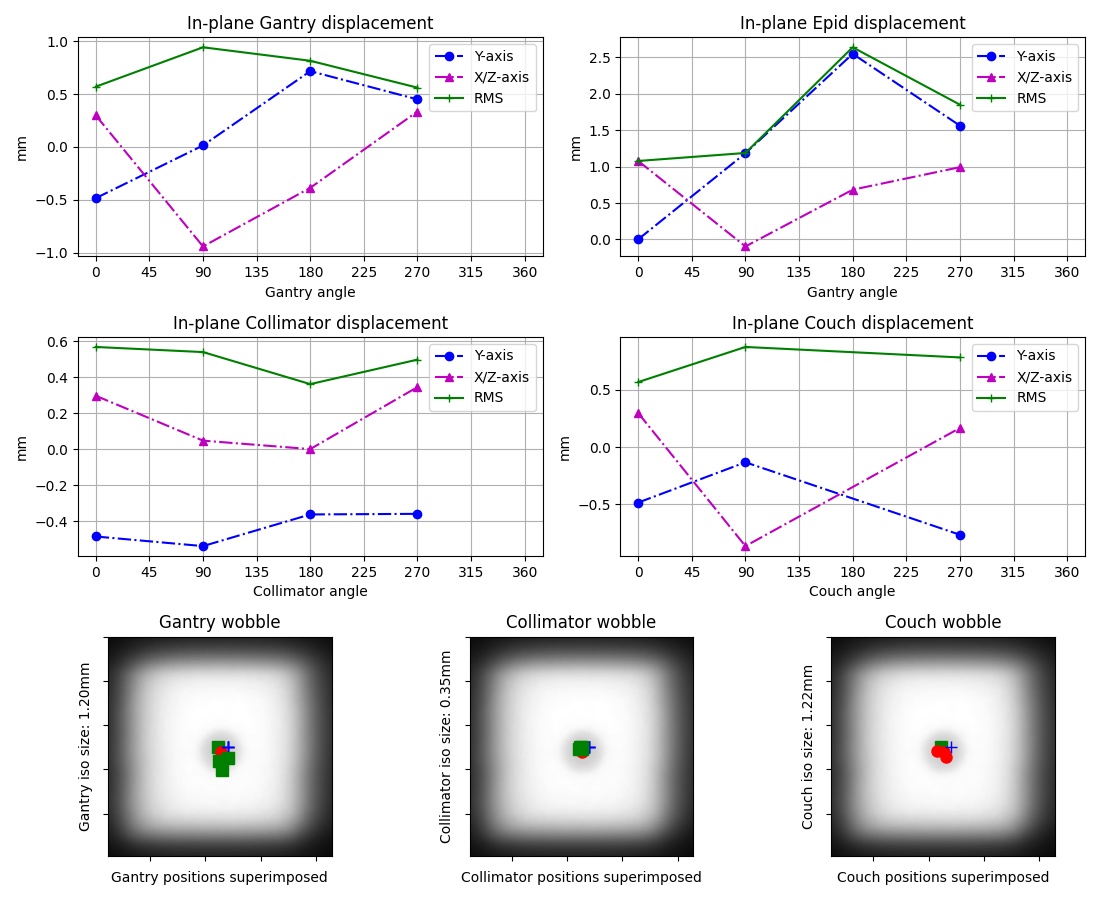 In-plane Gantry displacement
mm
1.0
0.5
0.0
−0.5
−1.0
Y-axis
X/Z-axis
RMS
0 45 90 135 180 225 270 315 360
Gantry angle
In-plane Epid displacement
mm
2.5
2.0
1.5
1.0
0.5
0.0
Y-axis
X/Z-axis
RMS
0 45 90 135 180 225 270 315 360
Gantry angle
In-plane Collimator displacement
mm
0.6
0.4
0.2
0.0
−0.2
−0.4
Y-axis
X/Z-axis
RMS
0 45 90 135 180 225 270 315 360
Collimator angle
In-plane Couch displacement
mm
0.5
0.0
−0.5
Y-axis
X/Z-axis
RMS
0 45 90 135 180 225 270 315 360
Couch angle
Gantry wobble
Gantry iso size: 1.20mm
Gantry positions superimposed
Collimator wobble
Collimator iso size: 0.35mm
Collimator positions superimposed
Couch wobble
Couch iso size: 1.22mm
Couch positions superimposed